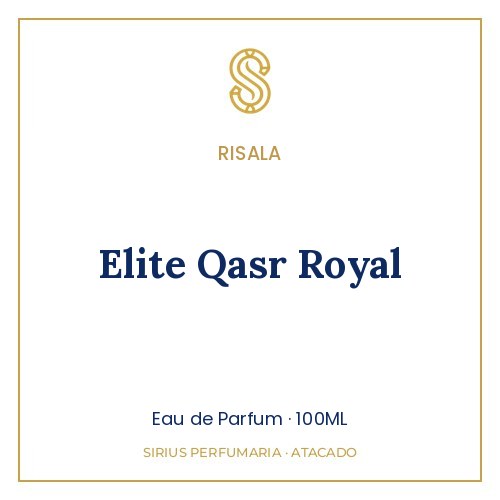 RISALA
Elite Qasr Royal
Eau de Parfum · 100ML
SIRIUS PERFUMARIA · ATACADO